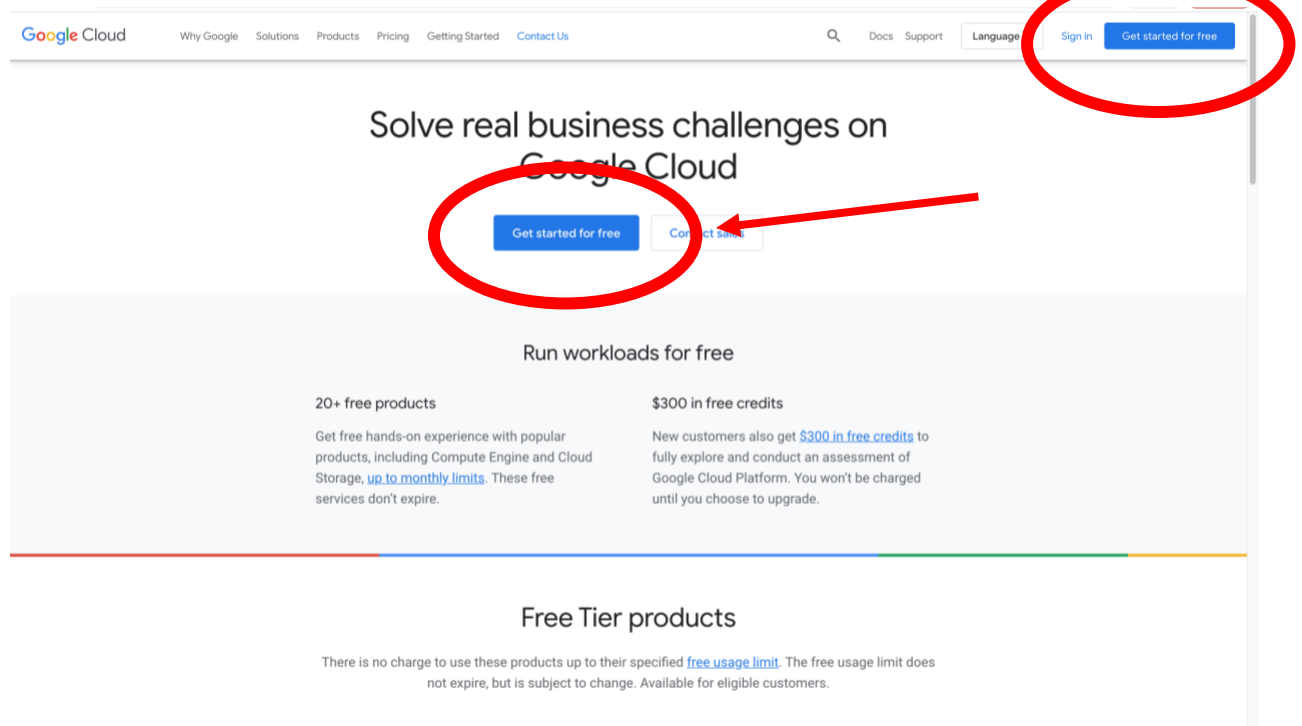 Google Cloud Why Google Solutions Products Pricing Getting Started Contact Us Docs Support Language Sign in Get started for free
Solve real business challenges on
Google Cloud
Get started for free Contact sales
Run workloads for free
20+ free products
Get free hands-on experience with popular
products, including Compute Engine and Cloud
Storage, up to monthly limits. These free
services don't expire.
$300 in free credits
New customers also get $300 in free credits to
fully explore and conduct an assessment of
Google Cloud Platform. You won't be charged
until you choose to upgrade.
Free Tier products
There is no charge to use these products up to their specified free usage limit. The free usage limit does
not expire, but is subject to change. Available for eligible customers.